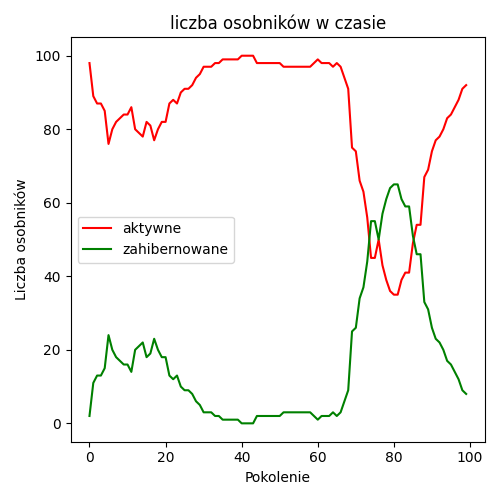 liczba osobników w czasie
Liczba osobników
100
80
60
40
20
0
aktywne
zahibernowane
0 20 40 60 80 100
Pokolenie